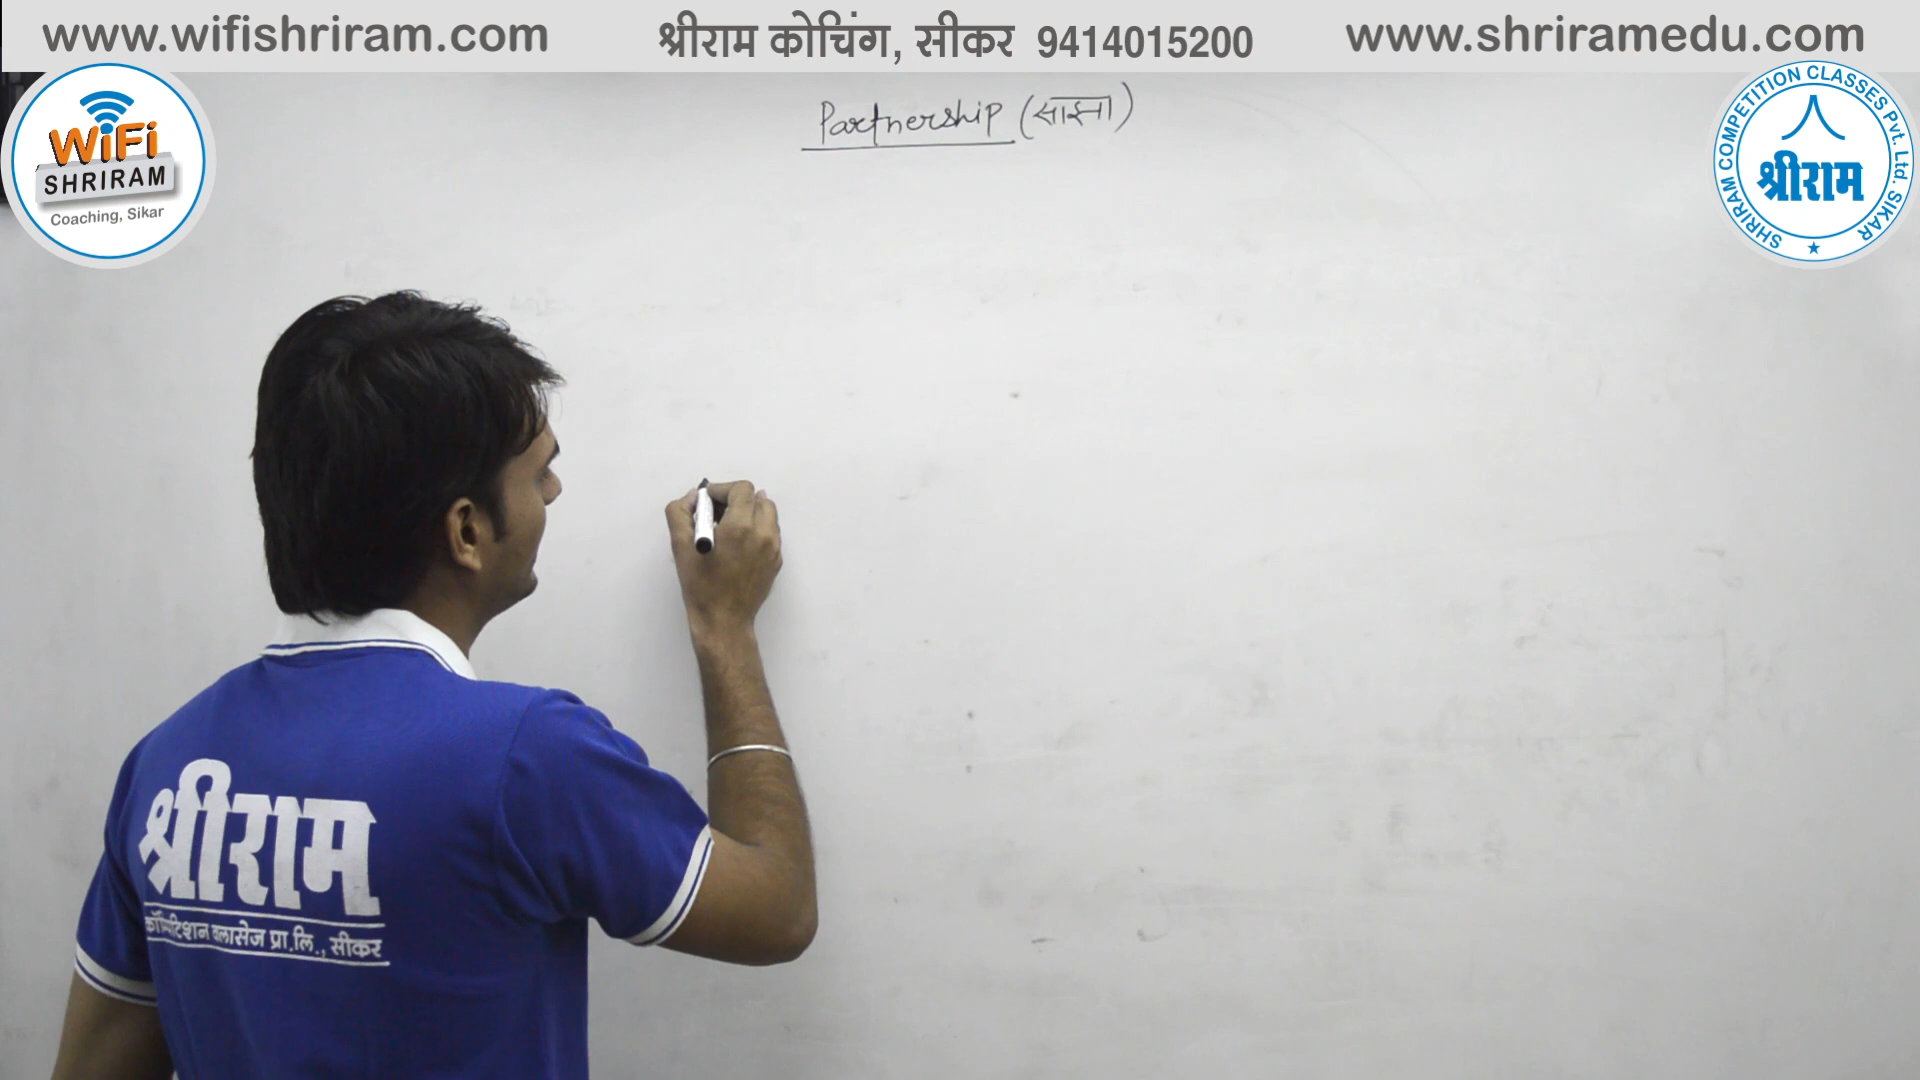 www.wifishriram.com
श्रीराम कोचिंग, सीकर 9414015200
www.shriramedu.com
WiFi
SHRIRAM
Coaching, Sikar
Partnership (साझा)
SHRIRAM COMPETITION CLASSES Pvt. Ltd. SIKAR
श्रीराम
श्रीराम
कॉम्पिटिशन क्लासेज प्रा.लि., सीकर